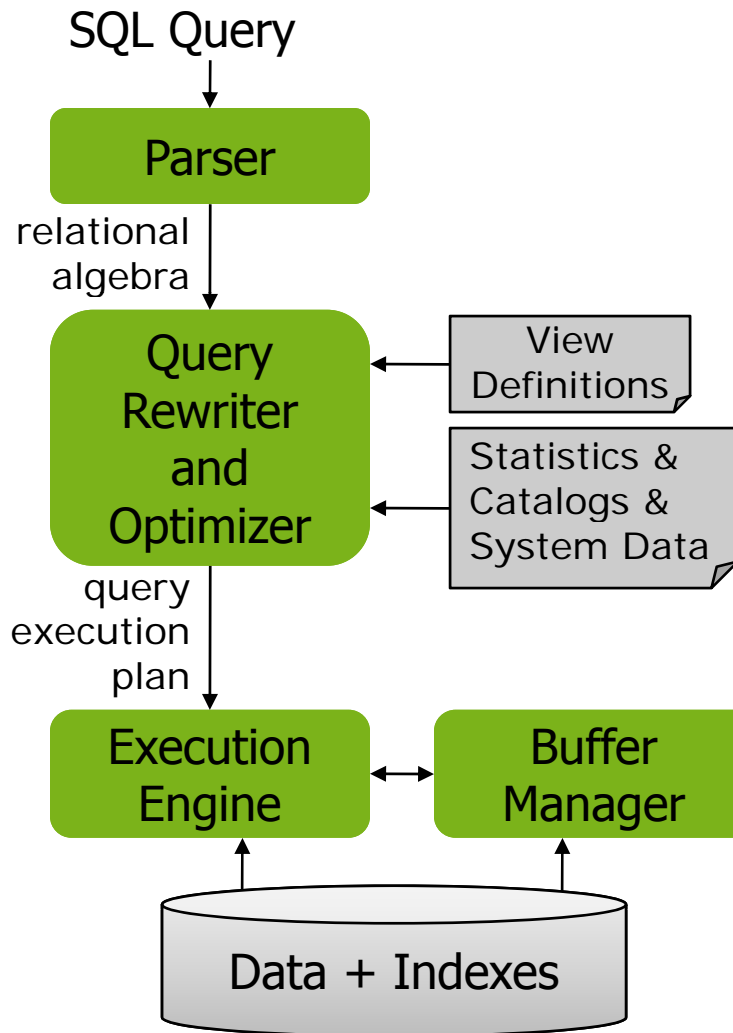 SQL Query
Parser
relational
algebra
Query
Rewriter
and
Optimizer
View
Definitions
Statistics &
Catalogs &
System Data
query
execution
plan
Execution
Engine
Buffer
Manager
Data + Indexes